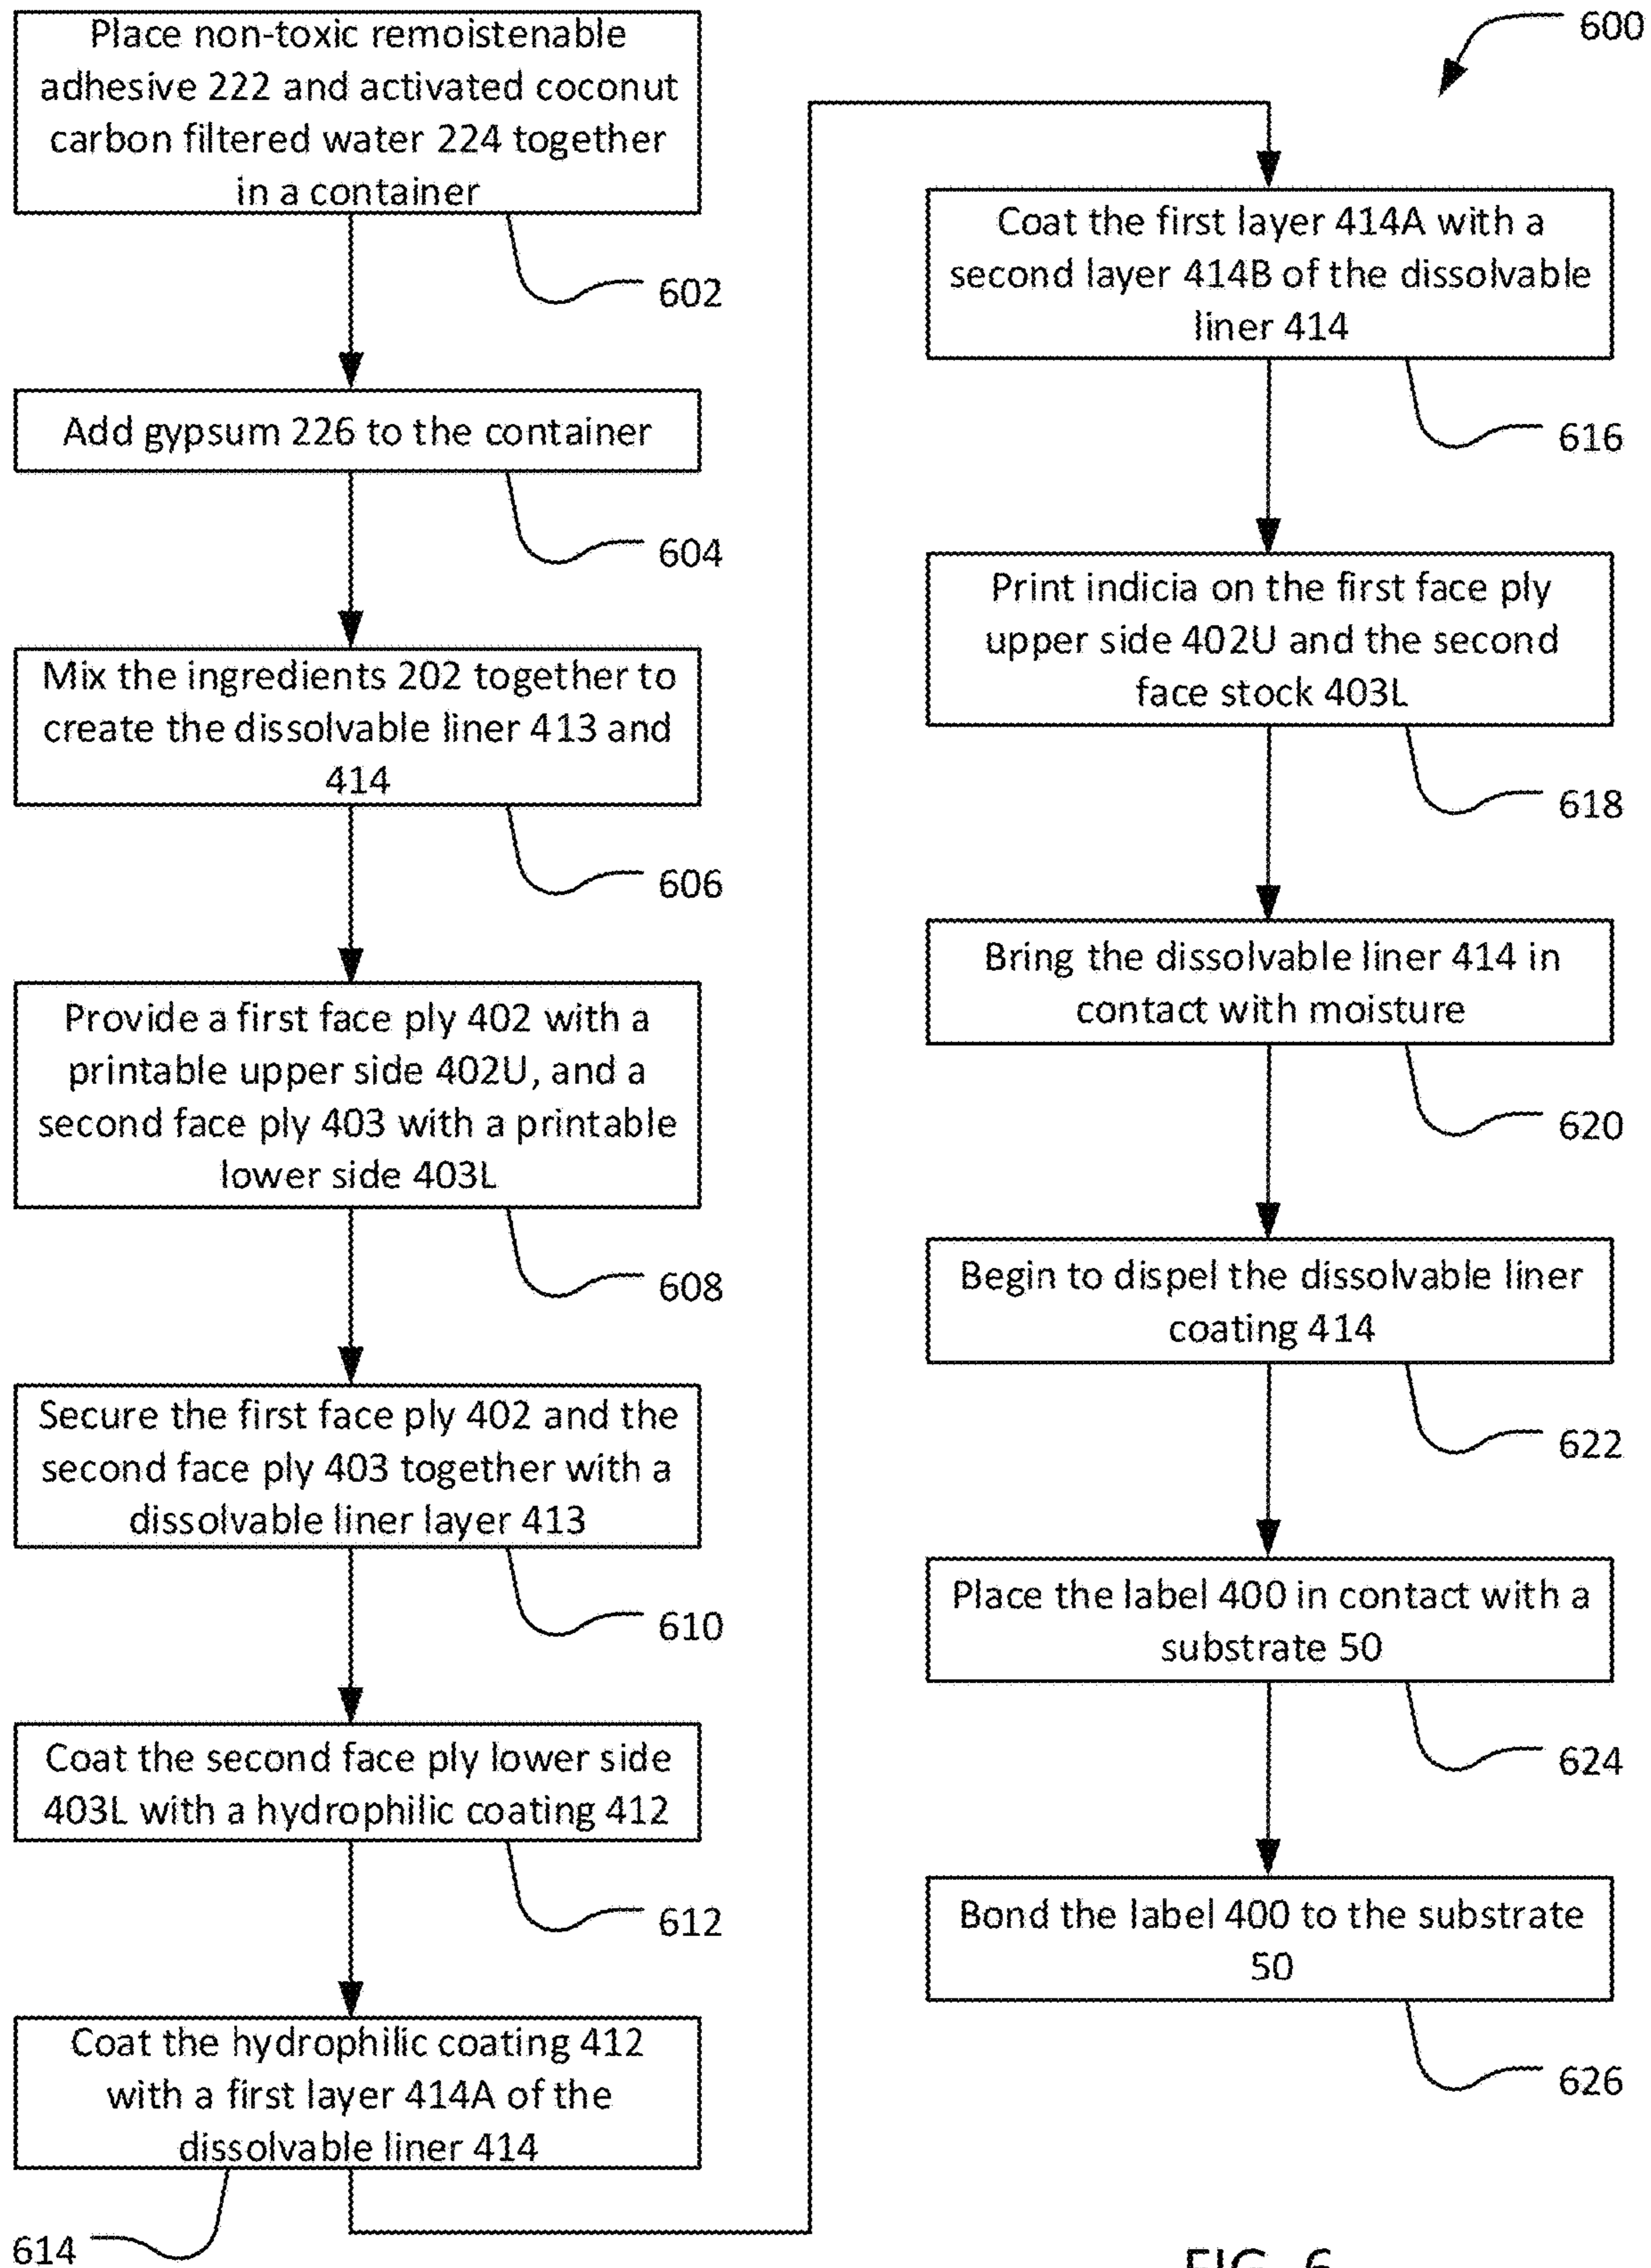 Place non-toxic remoistenable
adhesive 222 and activated coconut
carbon filtered water 224 together
in a container
602
Add gypsum 226 to the container
604
Mix the ingredients 202 together to
create the dissolvable liner 413 and
414
606
Provide a first face ply 402 with a
printable upper side 402U, and a
second face ply 403 with a printable
lower side 403L
608
Secure the first face ply 402 and the
second face ply 403 together with a
dissolvable liner layer 413
610
Coat the second face ply lower side
403L with a hydrophilic coating 412
612
Coat the hydrophilic coating 412
with a first layer 414A of the
dissolvable liner 414
614
600
Coat the first layer 414A with a
second layer 414B of the dissolvable
liner 414
616
Print indicia on the first face ply
upper side 402U and the second
face stock 403L
618
Bring the dissolvable liner 414 in
contact with moisture
620
Begin to dispel the dissolvable liner
coating 414
622
Place the label 400 in contact with a
substrate 50
624
Bond the label 400 to the substrate
50
626
FIG. 6